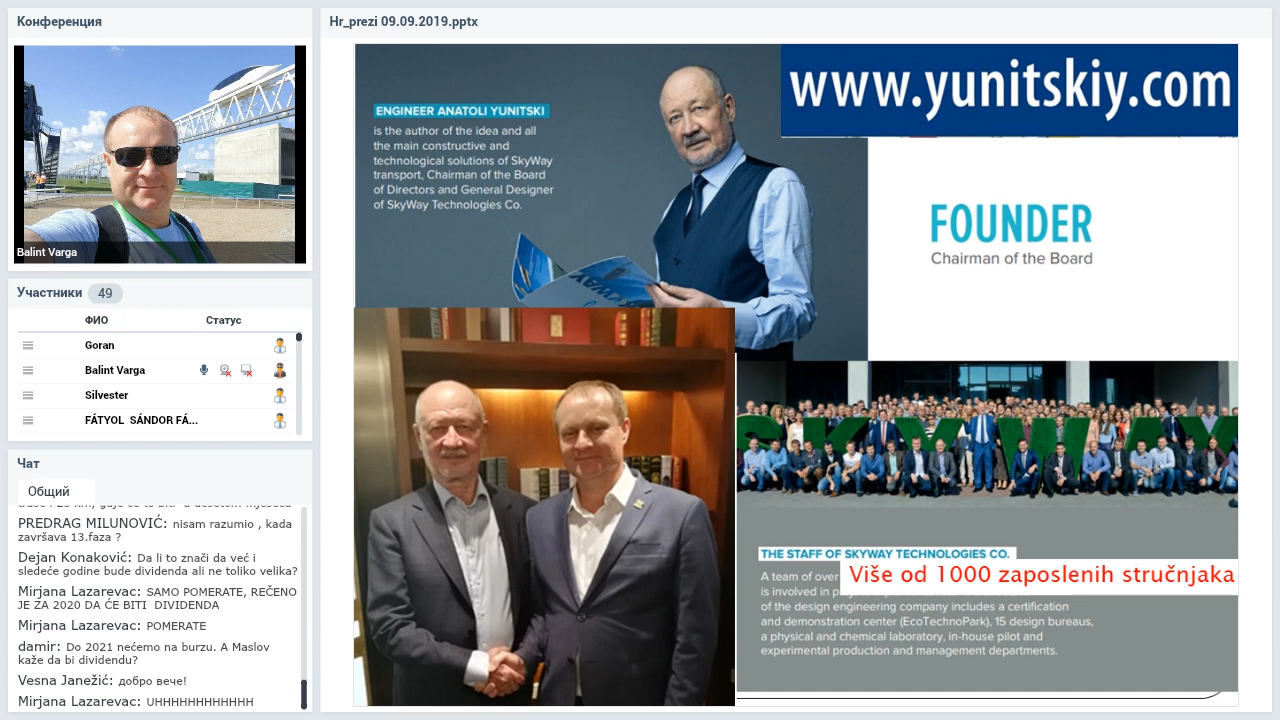 Конференция
Balint Varga
Участники 49
ФИО Статус
Goran
Balint Varga
Silvester
FÁTYOL SÁNDOR FÁ...
Чат
Общий
PREDRAG MILUNOVIĆ: nisam razumio , kada
završava 13.faza ?
Dejan Konaković: Da li to znači da već i
sledeće godine bude dividenda ali ne toliko velika?
Mirjana Lazarevac: SAMO POMERATE, REČENO
JE ZA 2020 DA ĆE BITI DIVIDENDA
Mirjana Lazarevac: POMERATE
damir: Do 2021 nećemo na burzu. A Maslov
kaže da bi dividendu?
Vesna Janežić: добро вече!
Mirjana Lazarevac: UHHHHHHHHHHHH
Hr_prezi 09.09.2019.pptx
www.yunitskiy.com
ENGINEER ANATOLI YUNITSKI
is the author of the idea and all
the main constructive and
technological solutions of SkyWay
transport, Chairman of the Board
of Directors and General Designer
of SkyWay Technologies Co.
SKYWAY
FOUNDER
Chairman of the Board
SKYWAY
THE STAFF OF SKYWAY TECHNOLOGIES CO.
A team of over
Više od 1000 zaposlenih stručnjaka
is involved in
of the design engineering company includes a certification
and demonstration center (EcoTechnoPark), 15 design bureaus,
a physical and chemical laboratory, in-house pilot and
experimental production and management departments.